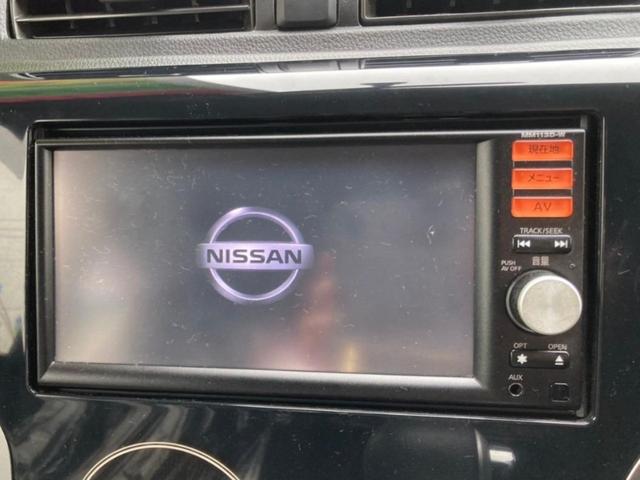 MM113D-W
現在地
メニュー
AV
TRACK/SEEK
NISSAN
音量
PUSH
AV OFF
OPT
OPEN
AUX